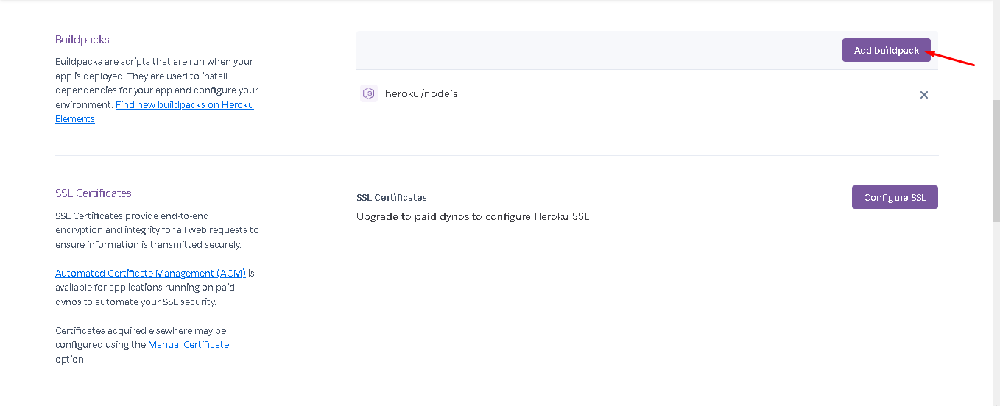 Buildpacks
Buildpacks are scripts that are run when your
app is deployed. They are used to install
dependencies for your app and configure your
environment. Find new buildpacks on Heroku
Elements
Add buildpack
JS
heroku/nodejs
SSL Certificates
SSL Certificates provide end-to-end
encryption and integrity for all web requests to
ensure information is transmitted securely.
Automated Certificate Management (ACM) is
available for applications running on paid
dynos to automate your SSL security.
Certificates acquired elsewhere may be
configured using the Manual Certificate
option.
SSL Certificates
Upgrade to paid dynos to configure Heroku SSL
Configure SSL